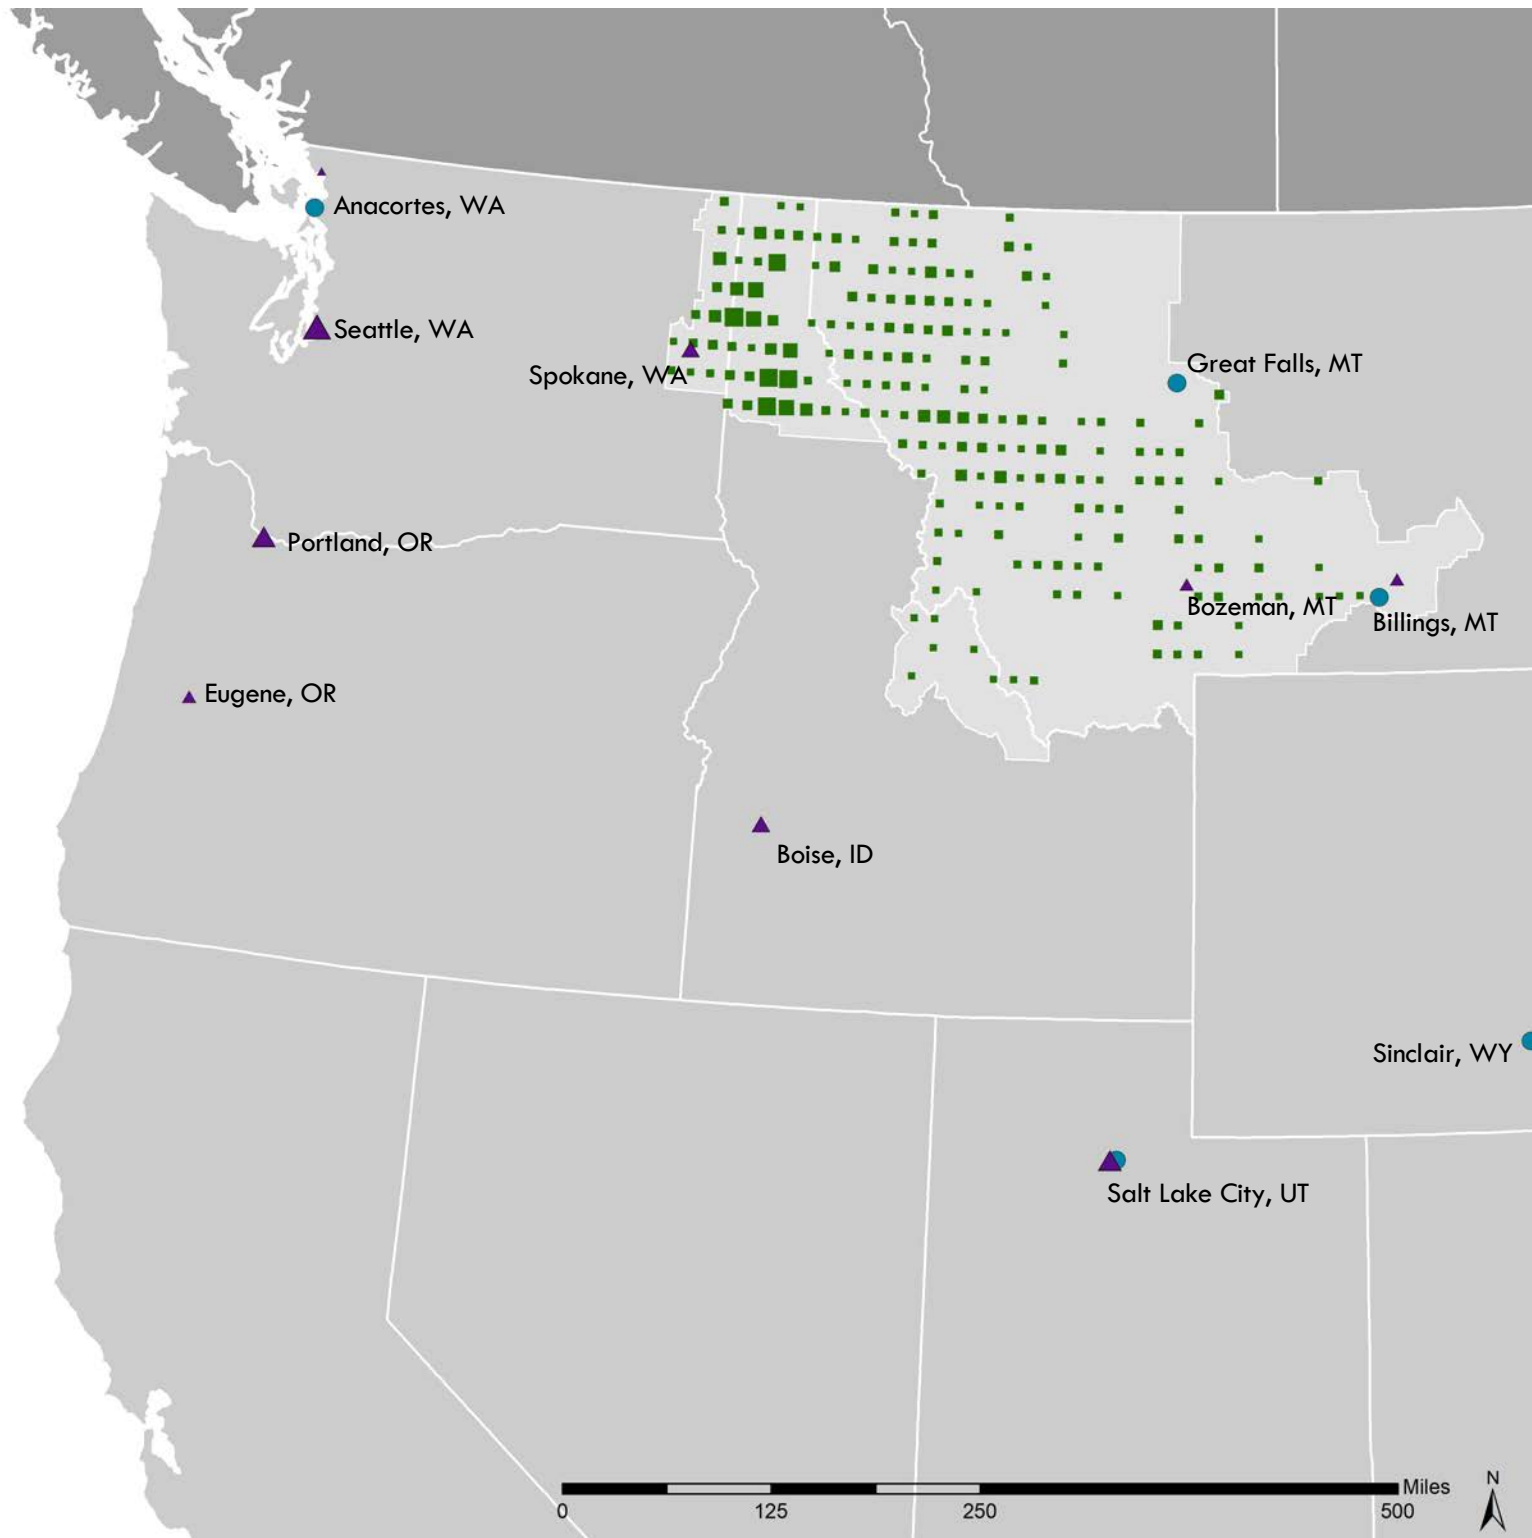 Anacortes, WA
Seattle, WA
Spokane, WA
Great Falls, MT
Portland, OR
Bozeman, MT
Billings, MT
Eugene, OR
Boise, ID
Sinclair, WY
Salt Lake City, UT
Miles
N
0
125
250
500